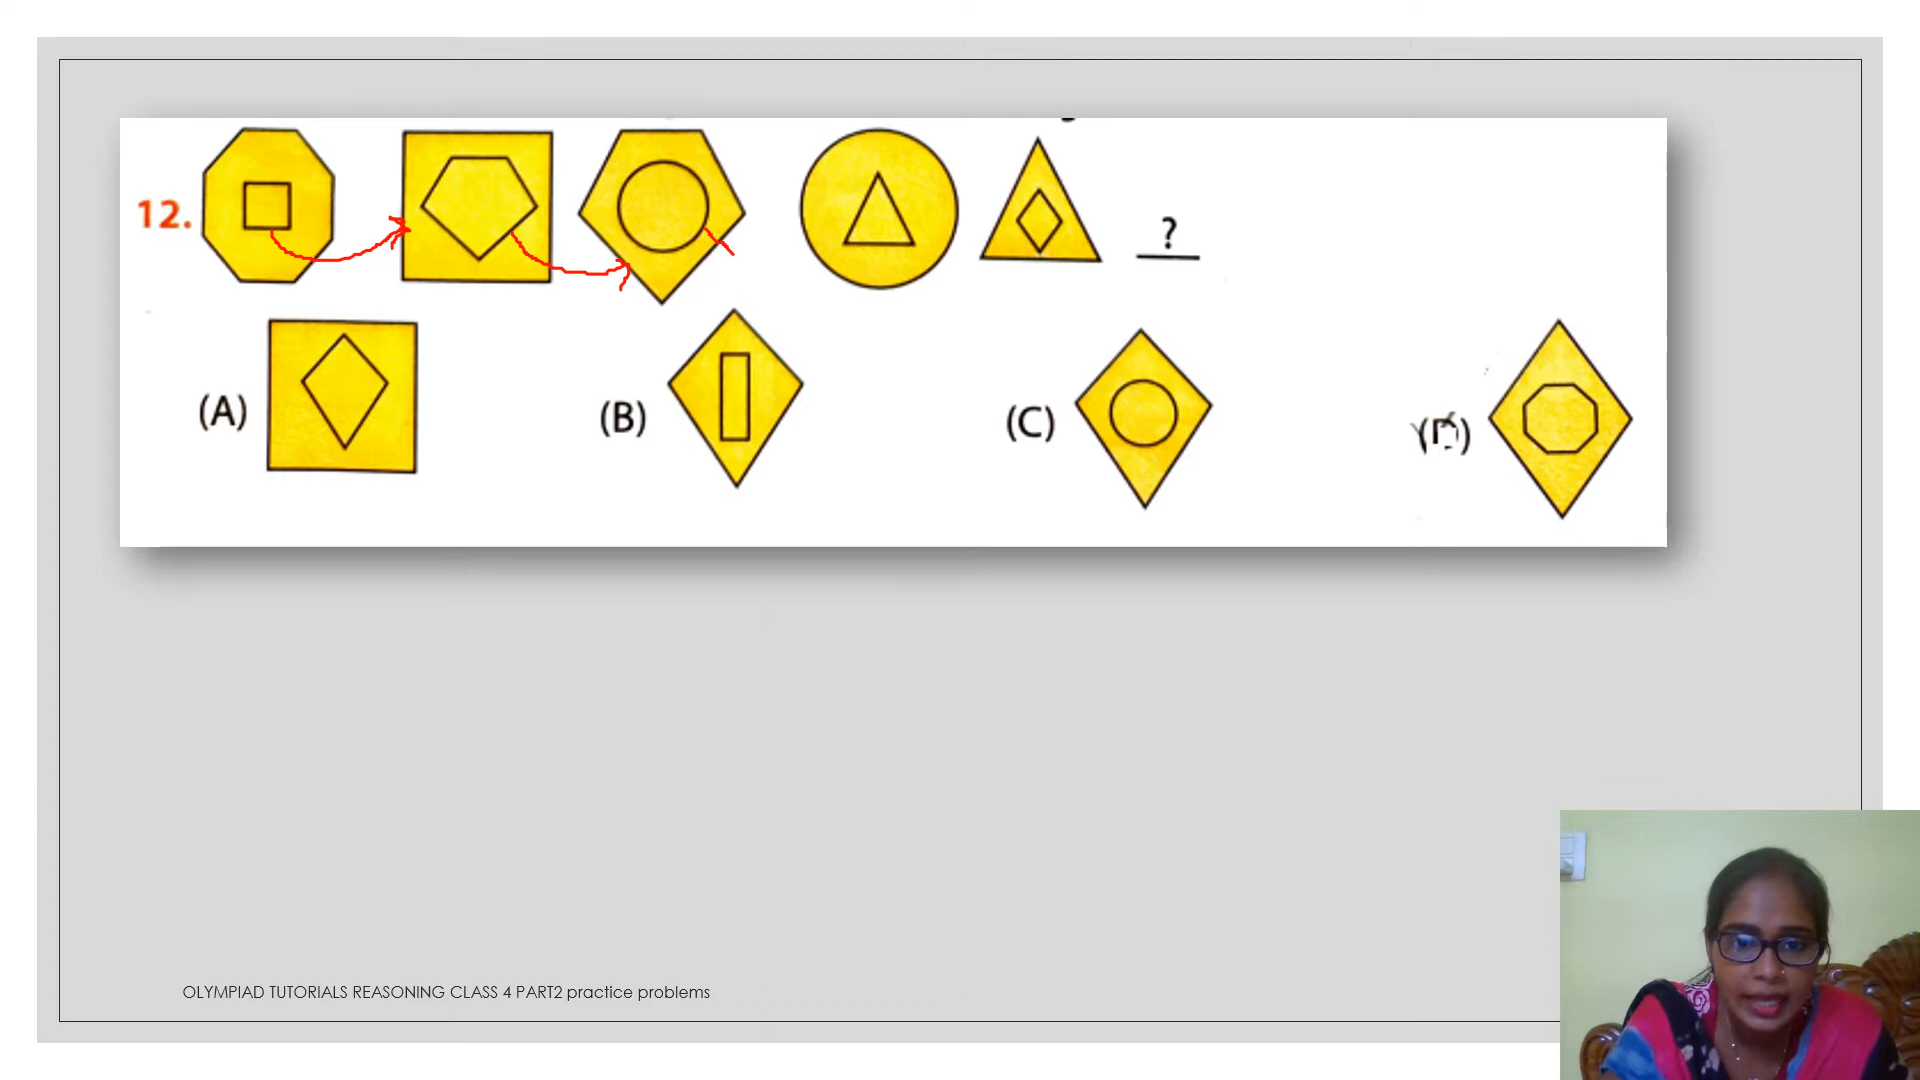 12.
?
(A)
(B)
(C)
(D)
OLYMPIAD TUTORIALS REASONING CLASS 4 PART2 practice problems